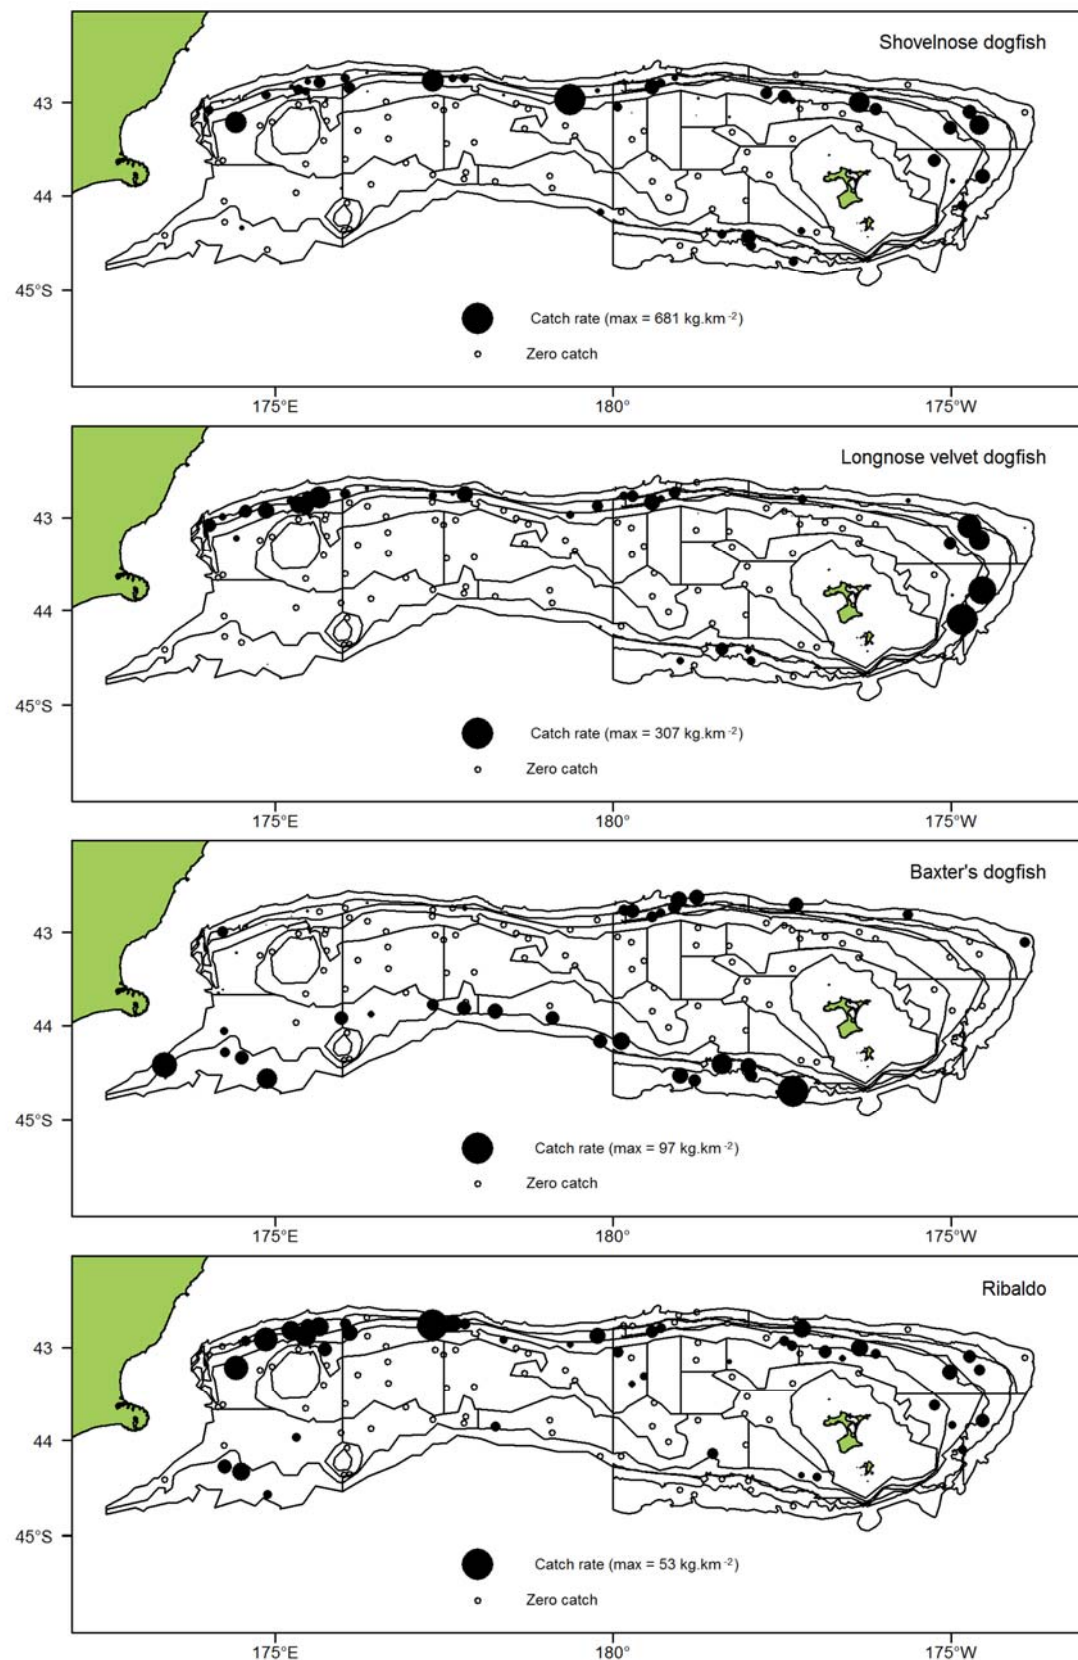 Shovelnose dogfish
43
44
45°S
Catch rate (max = 681 kg.km⁻²)
Zero catch
175°E 180° 175°W
Longnose velvet dogfish
43
44
45°S
Catch rate (max = 307 kg.km⁻²)
Zero catch
175°E 180° 175°W
Baxter's dogfish
43
44
45°S
Catch rate (max = 97 kg.km⁻²)
Zero catch
175°E 180° 175°W
Ribaldo
43
44
45°S
Catch rate (max = 53 kg.km⁻²)
Zero catch
175°E 180° 175°W